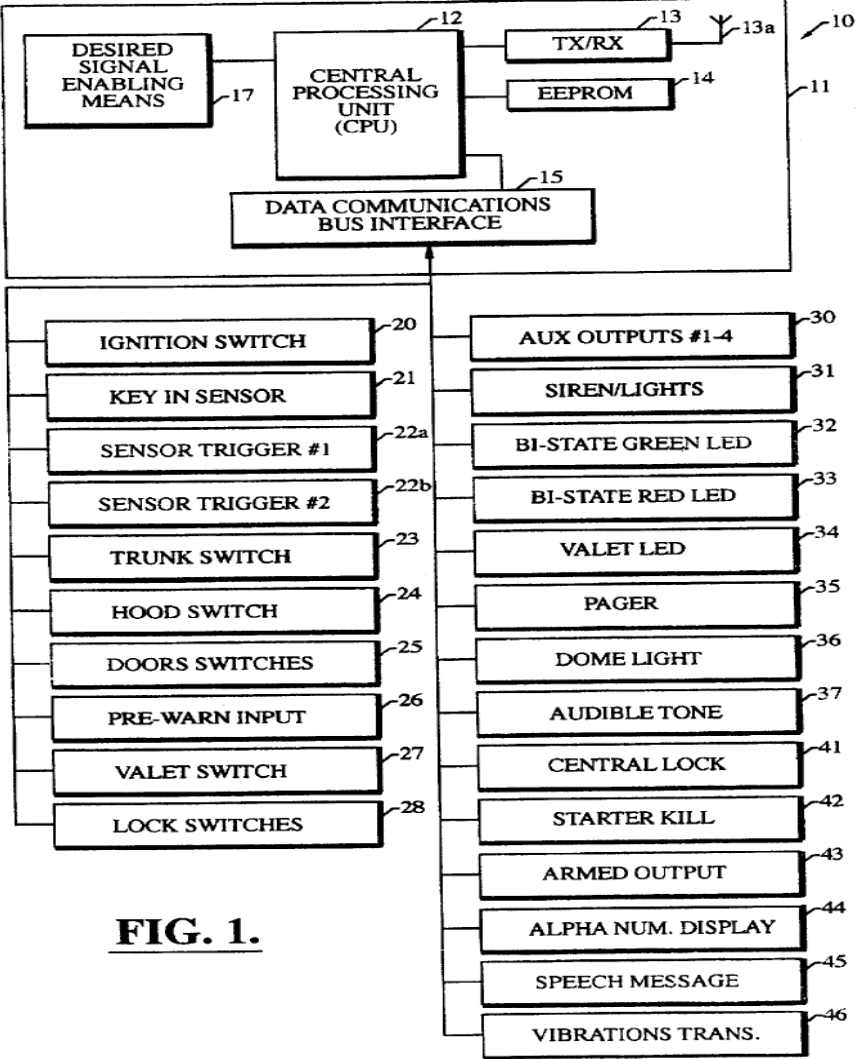 10
11
DESIRED
SIGNAL
ENABLING
MEANS
17
12
CENTRAL
PROCESSING
UNIT
(CPU)
13
TX/RX
13a
14
EEPROM
15
DATA COMMUNICATIONS
BUS INTERFACE
IGNITION SWITCH
20
KEY IN SENSOR
21
SENSOR TRIGGER #1
22a
SENSOR TRIGGER #2
22b
TRUNK SWITCH
23
HOOD SWITCH
24
DOORS SWITCHES
25
PRE-WARN INPUT
26
VALET SWITCH
27
LOCK SWITCHES
28
AUX OUTPUTS #1-4
30
SIREN/LIGHTS
31
BI-STATE GREEN LED
32
BI-STATE RED LED
33
VALET LED
34
PAGER
35
DOME LIGHT
36
AUDIBLE TONE
37
CENTRAL LOCK
41
STARTER KILL
42
ARMED OUTPUT
43
ALPHA NUM. DISPLAY
44
SPEECH MESSAGE
45
VIBRATIONS TRANS.
46
FIG. 1.